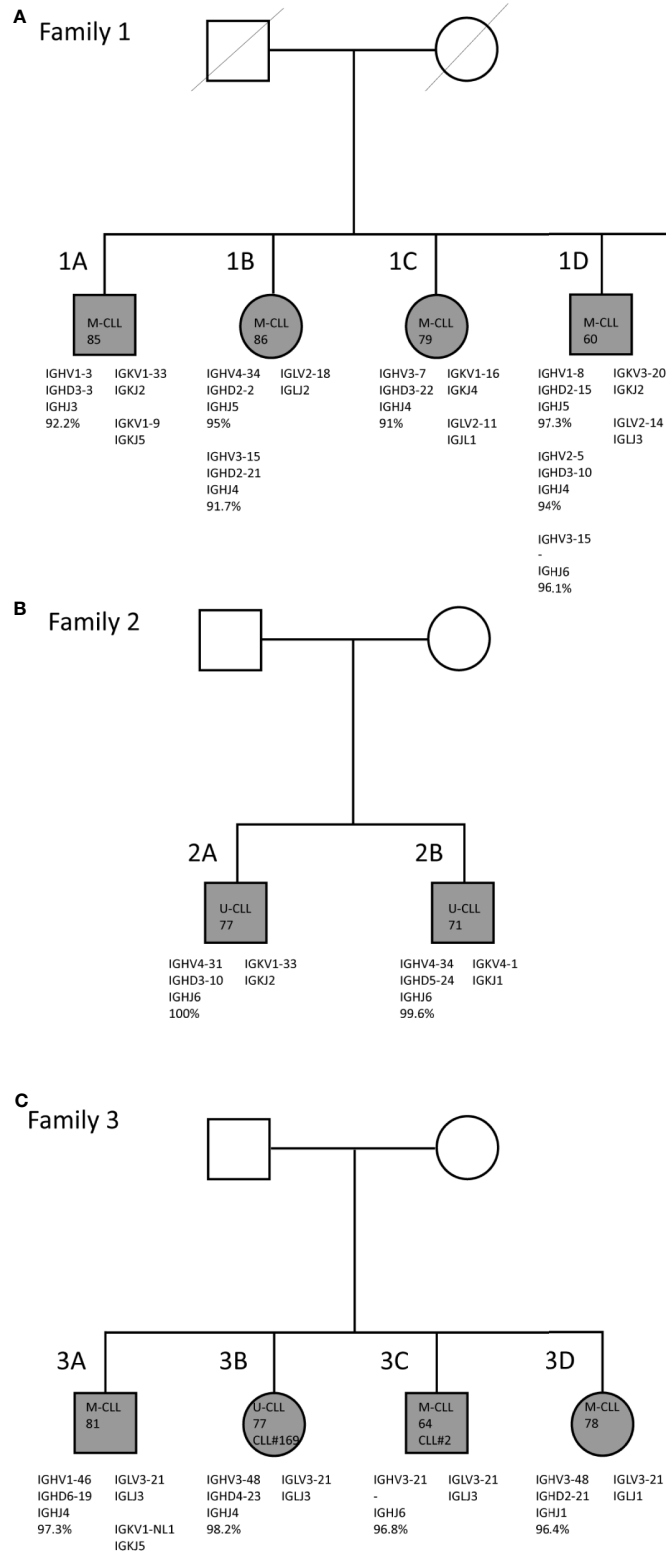 A
Family 1
1A
1B
1C
1D
M-CLL
85
M-CLL
86
M-CLL
79
M-CLL
60
IGHV1-3
IGHD3-3
IGHJ3
92.2%
IGKV1-33
IGKJ2
IGKV1-9
IGKJ5
IGHV4-34
IGHD2-2
IGHJ5
95%
IGHV3-15
IGHD2-21
IGHJ4
91.7%
IGLV2-18
IGLJ2
IGHV3-7
IGHD3-22
IGHJ4
91%
IGKV1-16
IGKJ4
IGLV2-11
IGJL1
IGHV1-8
IGHD2-15
IGHJ5
97.3%
IGHV2-5
IGHD3-10
IGHJ4
94%
IGHV3-15
-
IGHJ6
96.1%
IGKV3-20
IGKJ2
IGLV2-14
IGLJ3
B
Family 2
2A
2B
U-CLL
77
U-CLL
71
IGHV4-31
IGHD3-10
IGHJ6
100%
IGKV1-33
IGKJ2
IGHV4-34
IGHD5-24
IGHJ6
99.6%
IGKV4-1
IGKJ1
C
Family 3
3A
3B
3C
3D
M-CLL
81
U-CLL
77
CLL#169
M-CLL
64
CLL#2
M-CLL
78
IGHV1-46
IGHD6-19
IGHJ4
97.3%
IGLV3-21
IGLJ3
IGKV1-NL1
IGKJ5
IGHV3-48
IGHD4-23
IGHJ4
98.2%
IGLV3-21
IGLJ3
IGHV3-21
-
IGHJ6
96.8%
IGLV3-21
IGLJ3
IGHV3-48
IGHD2-21
IGHJ1
96.4%
IGLV3-21
IGLJ1